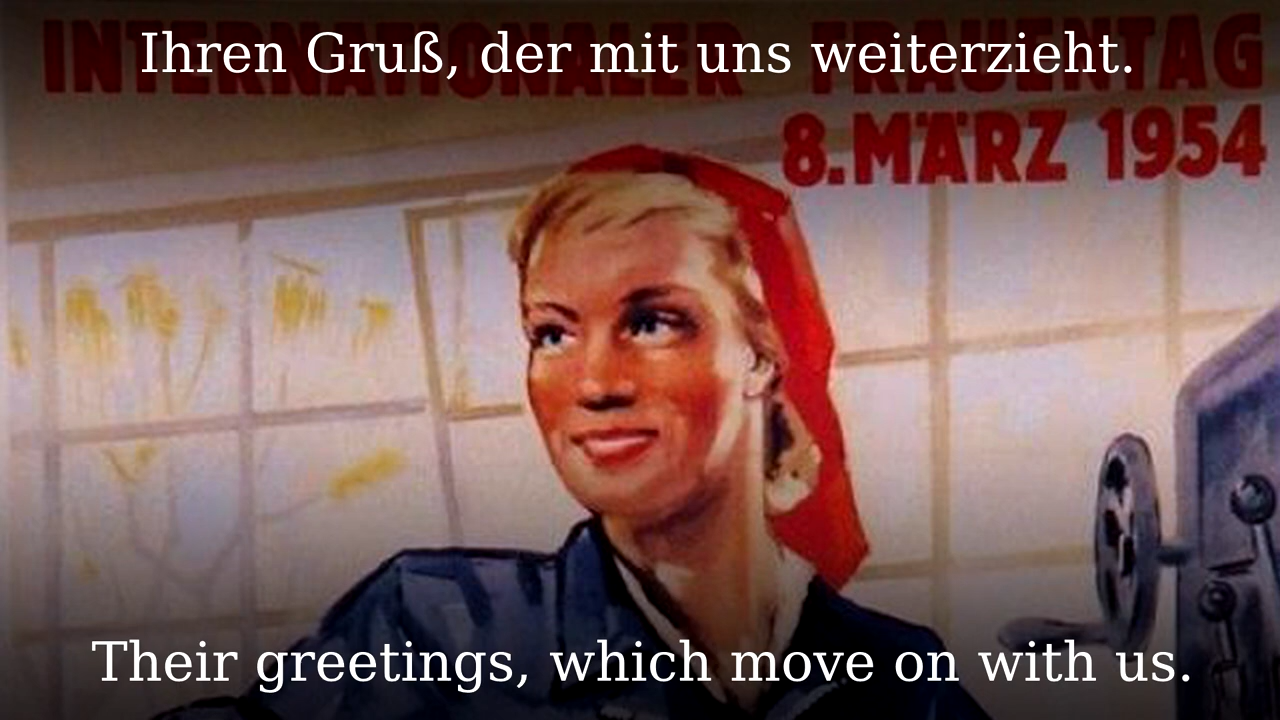 Ihren Gruß, der mit uns weiterzieht.
INTERNATIONALER FRAUENTAG
8.MÄRZ 1954
Their greetings, which move on with us.